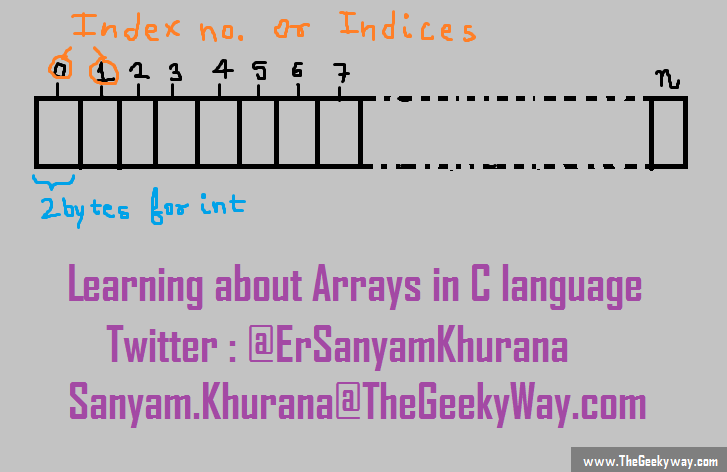 Index no. or Indices
0 1 2 3 4 5 6 7 n
2bytes for int
Learning about Arrays in C language
Twitter : @ErSanyamKhurana
Sanyam.Khurana@TheGeekyWay.com
www.TheGeekyway.com